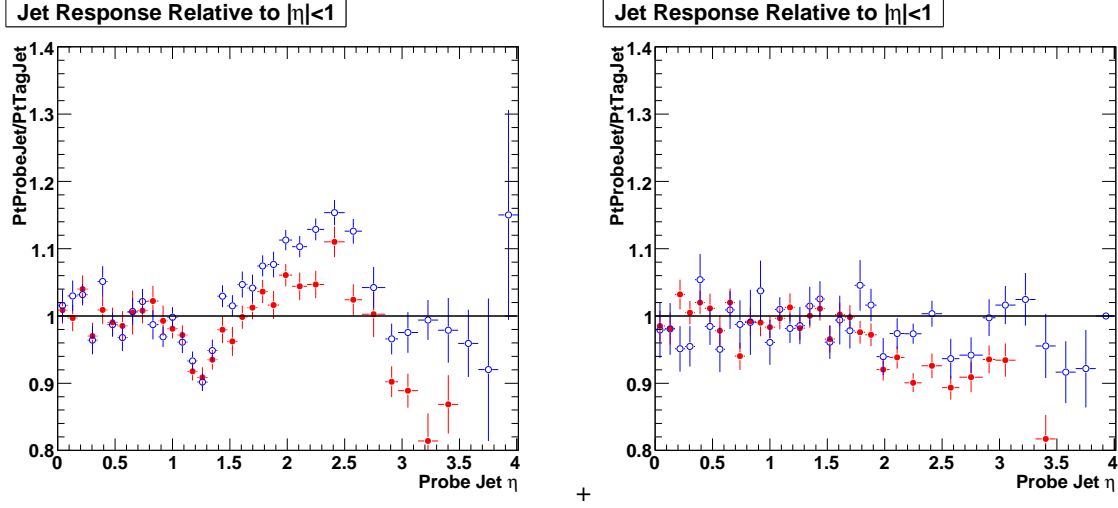 Jet Response Relative to |η|<1
PtProbeJet/PtTagJet
1.4
1.3
1.2
1.1
1
0.9
0.8
0 0.5 1 1.5 2 2.5 3 3.5 4
Probe Jet η
+
Jet Response Relative to |η|<1
PtProbeJet/PtTagJet
1.4
1.3
1.2
1.1
1
0.9
0.8
0 0.5 1 1.5 2 2.5 3 3.5 4
Probe Jet η